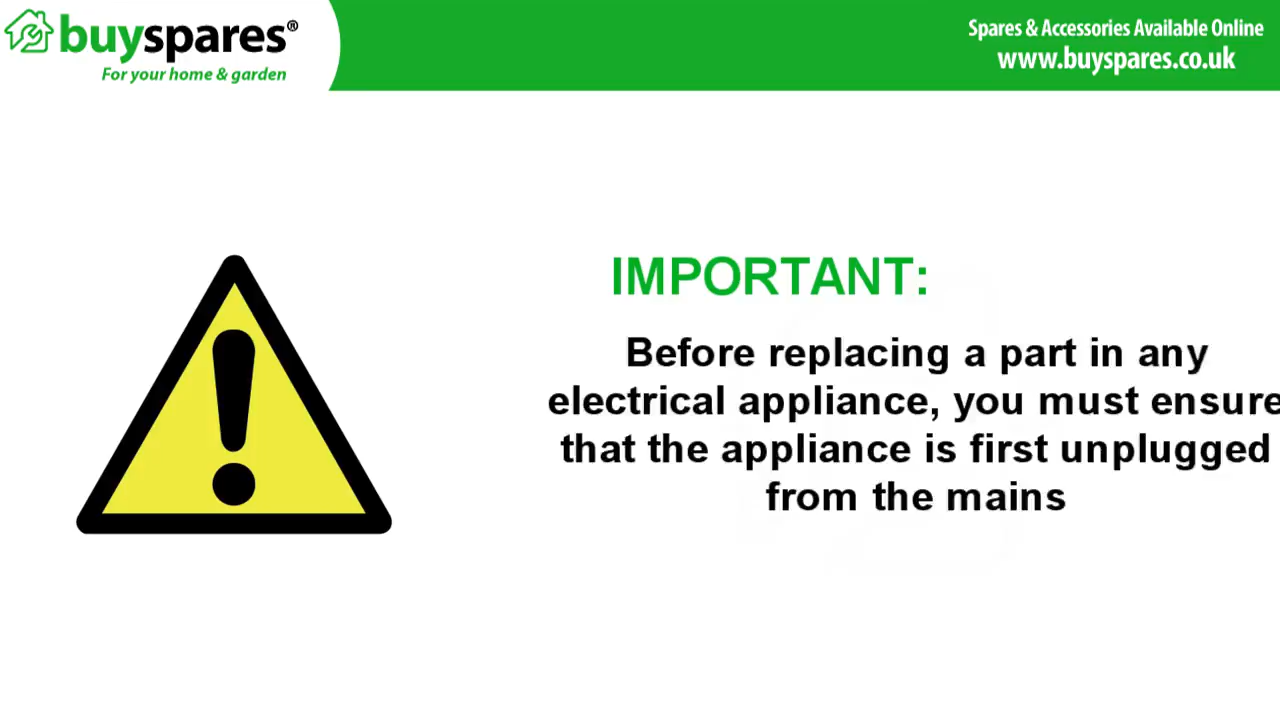 buyspares®
For your home & garden
Spares & Accessories Available Online
www.buyspares.co.uk
IMPORTANT:
Before replacing a part in any
electrical appliance, you must ensure
that the appliance is first unplugged
from the mains